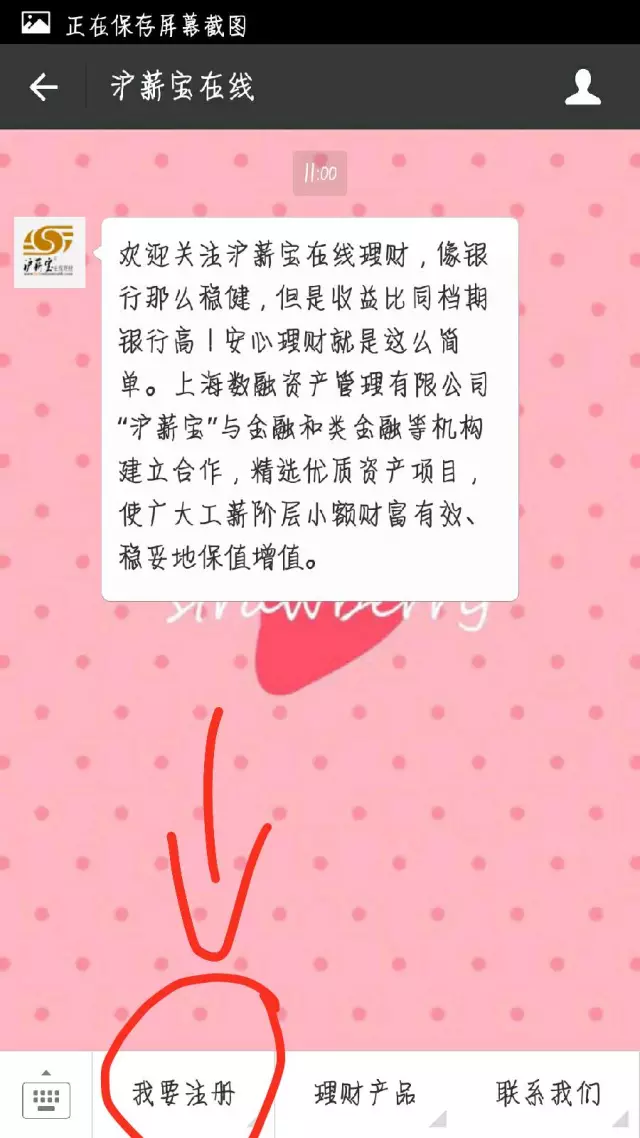 正在保存屏幕截图
沪薪宝在线
11:00
沪薪宝
欢迎关注沪薪宝在线理财，像银
行那么稳健，但是收益比同档期
银行高！安心理财就是这么简
单。上海数融资产管理有限公司
“沪薪宝”与金融和类金融等机构
建立合作，精选优质资产项目，
使广大工薪阶层小额财富有效、
稳妥地保值增值。
strawberry
我要注册
理财产品
联系我们